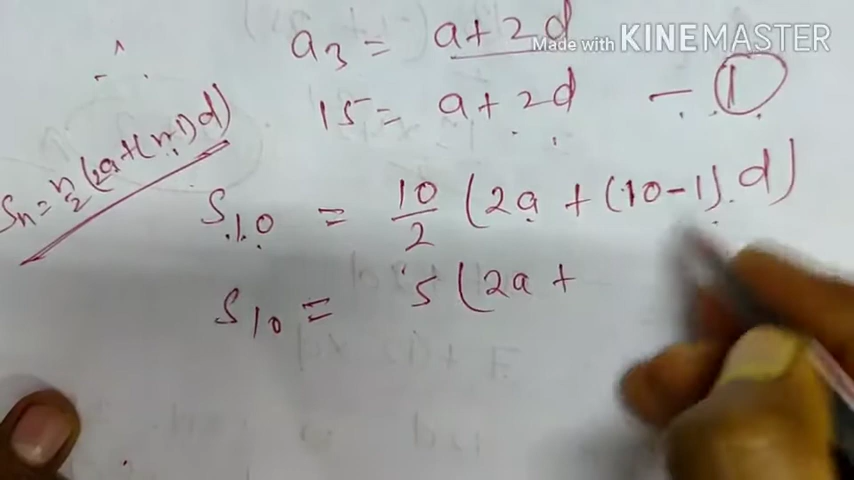 a3 = a + 2d
Made with KINEMASTER
15 = a + 2d — ①
Sn = n/2 (2a + (n-1) d)
S10 = 10/2 (2a + (10-1) d)
S10 = 5 (2a +